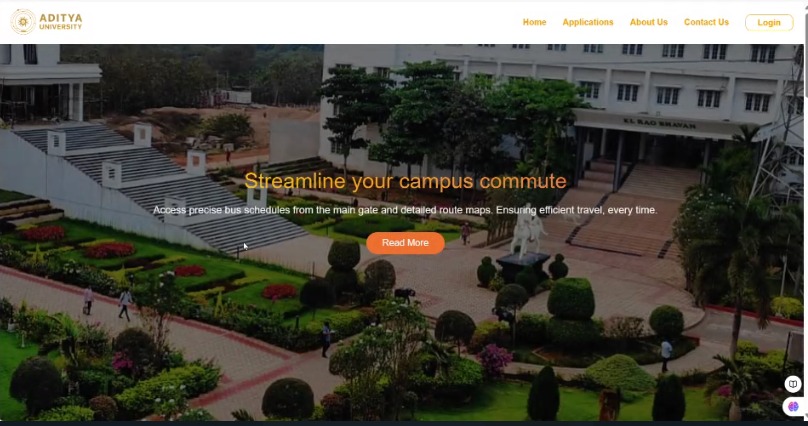 ADITYA
UNIVERSITY
Home Applications About Us Contact Us Login
KL RAO BHAVAN
Streamline your campus commute
Access precise bus schedules from the main gate and detailed route maps. Ensuring efficient travel, every time.
Read More